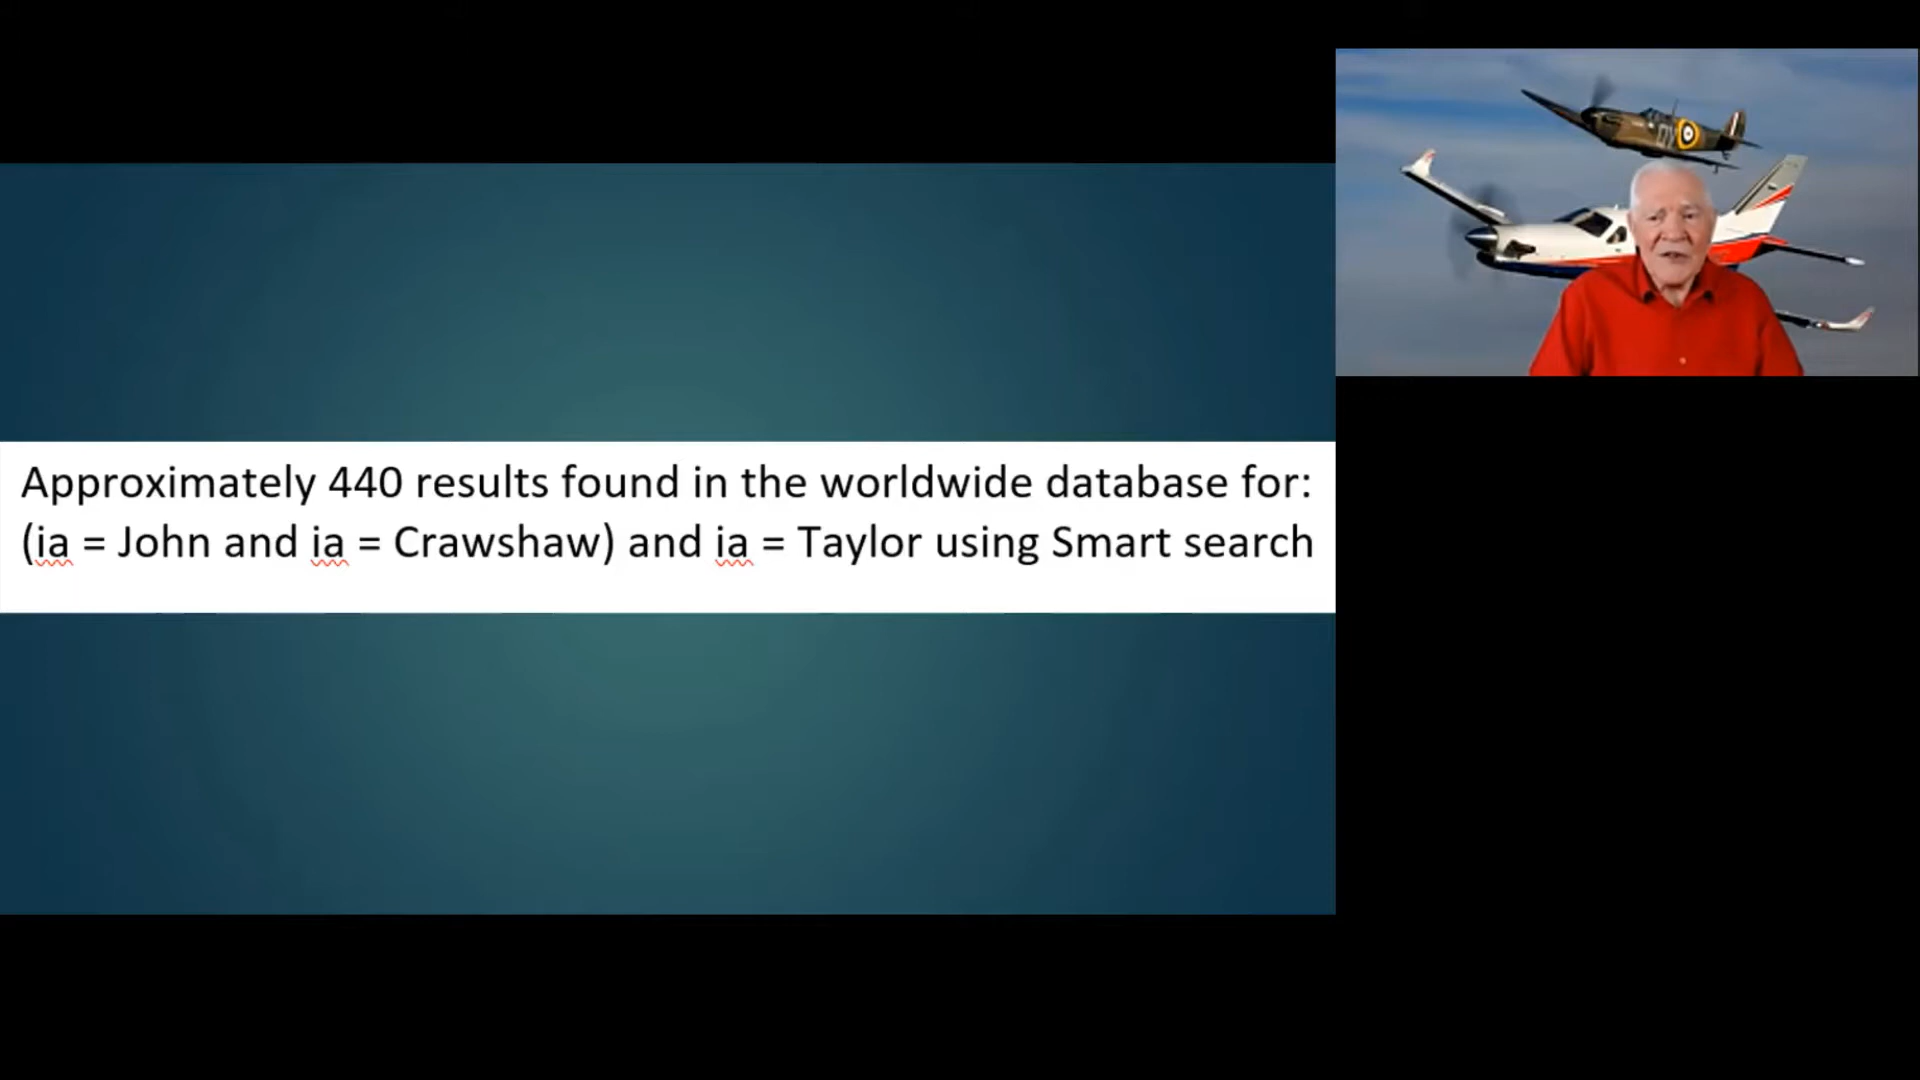 Approximately 440 results found in the worldwide database for:
(ia = John and ia = Crawshaw) and ia = Taylor using Smart search